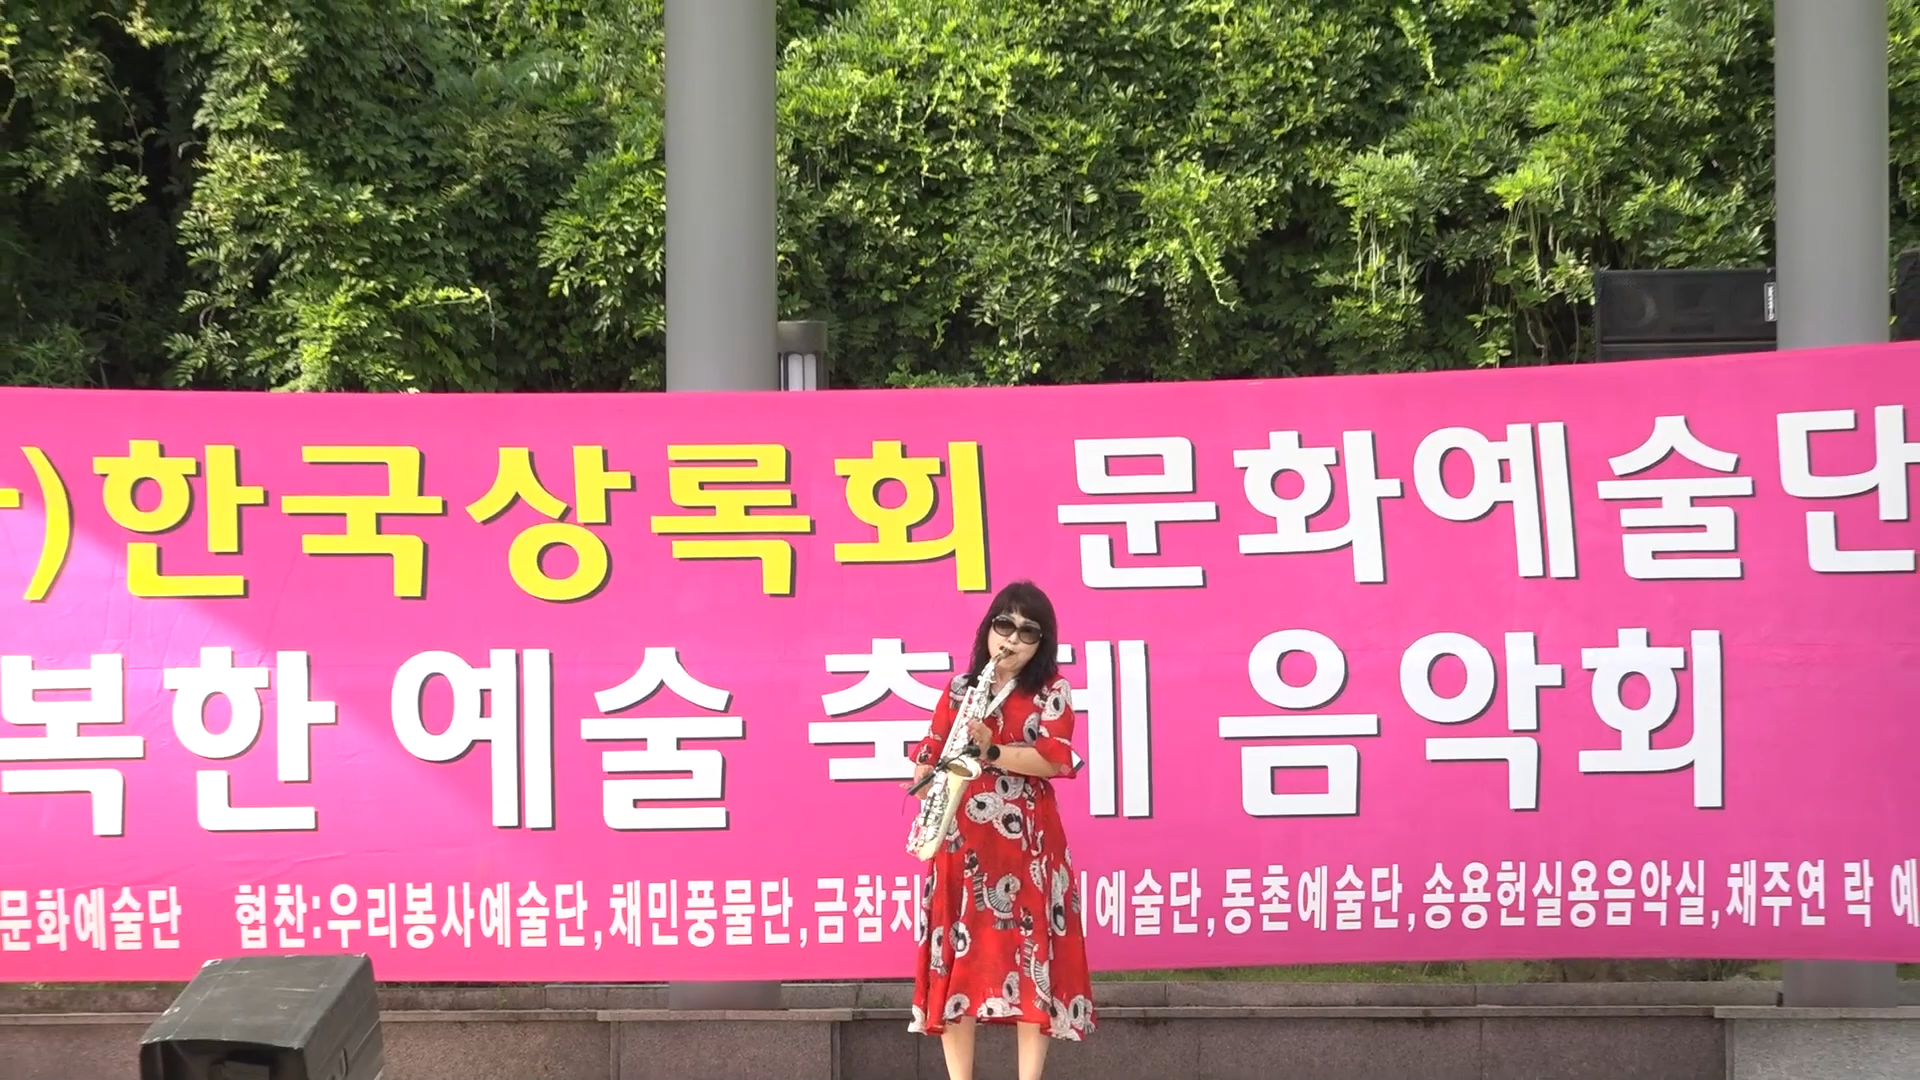 )한국상록회 문화예술단
복한 예술 축제 음악회
문화예술단 협찬:우리봉사예술단,채민풍물단,금참치 예술단,동촌예술단,송용헌실용음악실,채주연 락 예